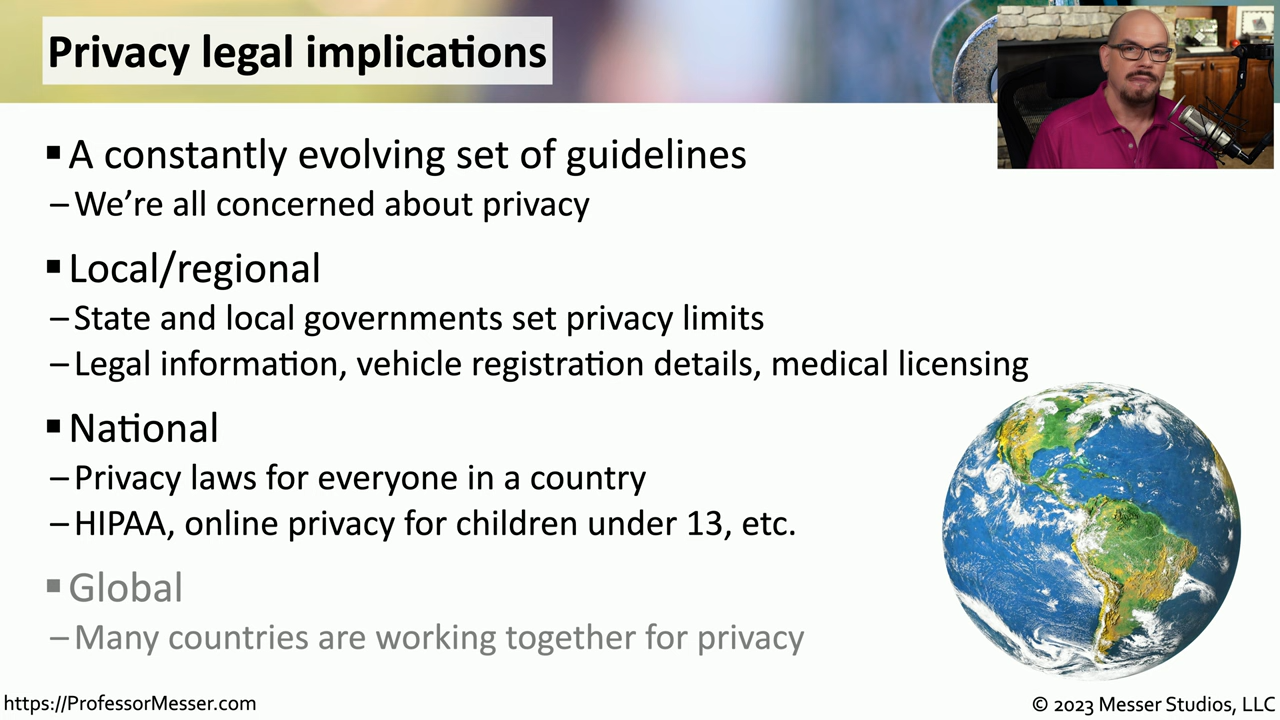 Privacy legal implications
▪ A constantly evolving set of guidelines
– We’re all concerned about privacy
▪ Local/regional
– State and local governments set privacy limits
– Legal information, vehicle registration details, medical licensing
▪ National
– Privacy laws for everyone in a country
– HIPAA, online privacy for children under 13, etc.
▪ Global
– Many countries are working together for privacy
https://ProfessorMesser.com
© 2023 Messer Studios, LLC